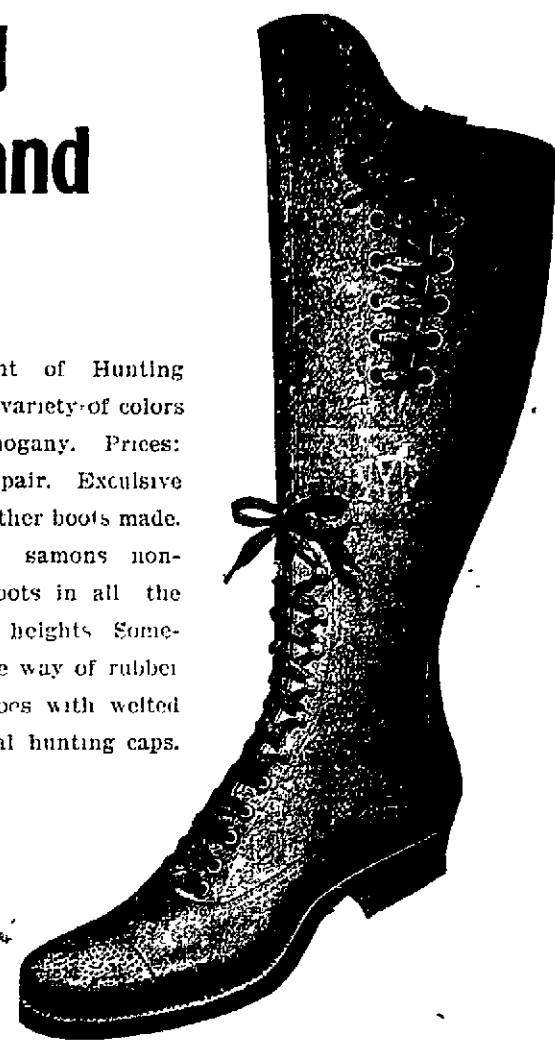 and
nt of Hunting
variety of colors
hogany. Prices:
pair. Exculsive
ther boots made.
samons non-
oots in all the
heights Some-
e way of rubber
oes with welted
al hunting caps.